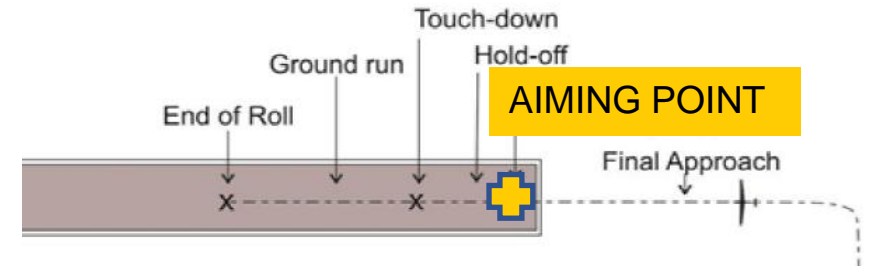 Touch-down
Hold-off
Ground run
AIMING POINT
End of Roll
Final Approach
x
x